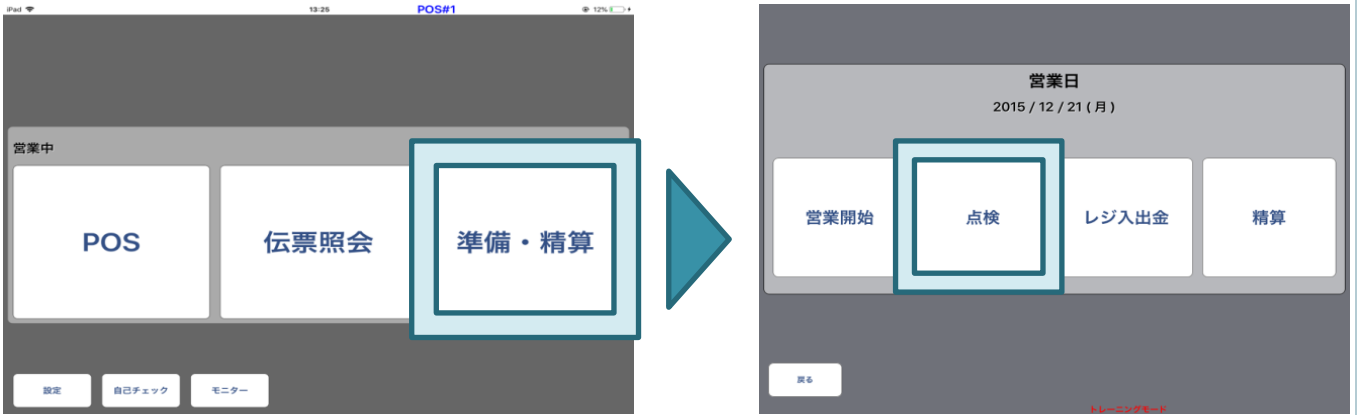 iPad 13:25 POS#1 12%
営業中
POS 伝票照会 準備・精算
設定 自己チェック モニター
営業日
2015 / 12 / 21 ( 月 )
営業開始 点検 レジ入出金 精算
戻る
トレーニングモード